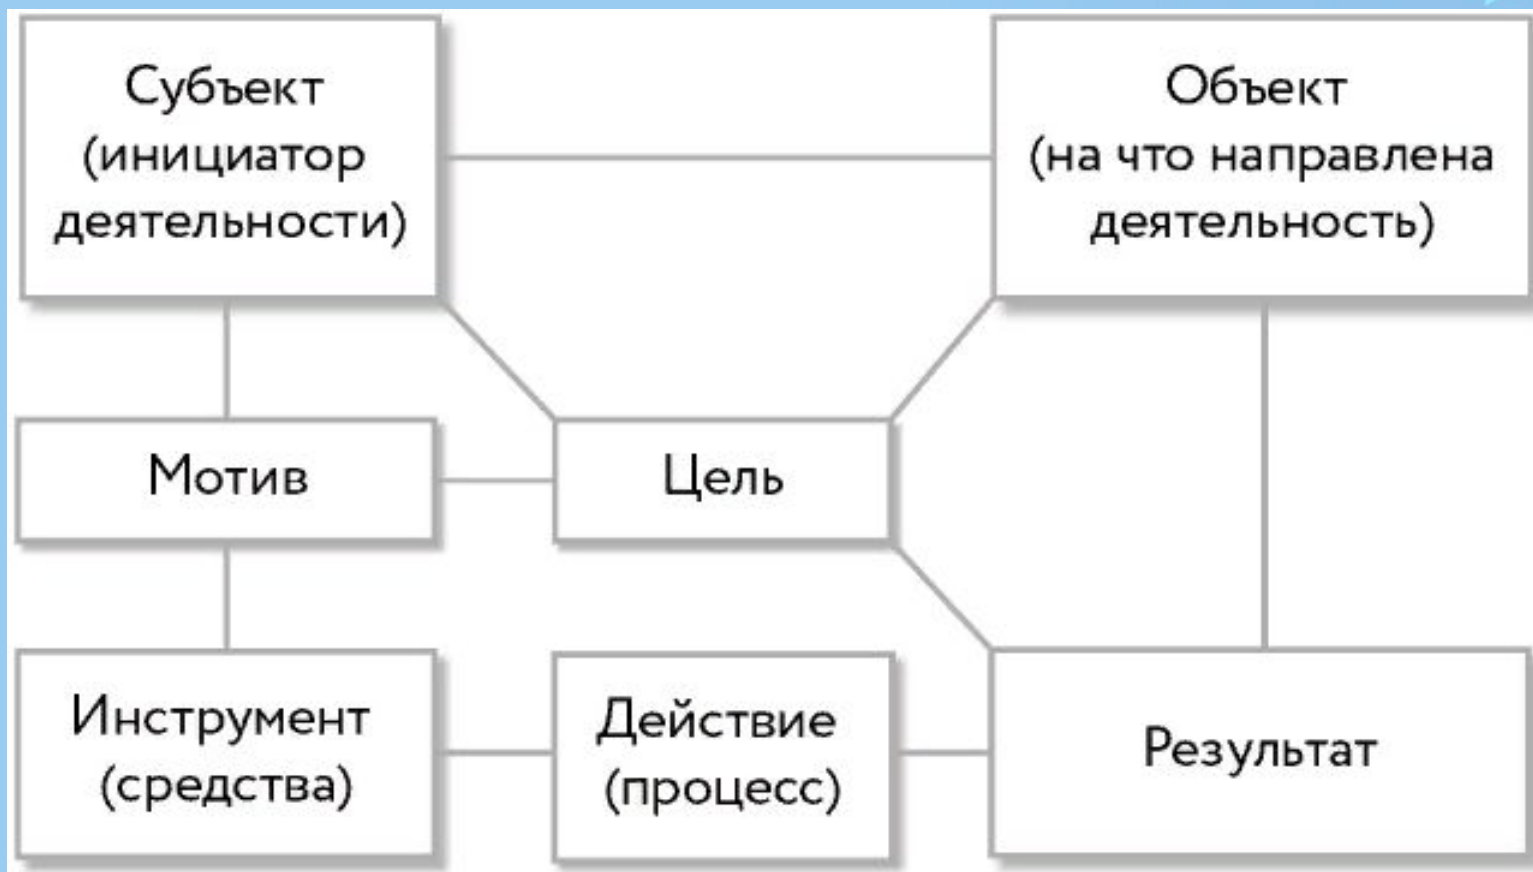 Субъект
(инициатор
деятельности)
Объект
(на что направлена
деятельность)
Мотив
Цель
Инструмент
(средства)
Действие
(процесс)
Результат